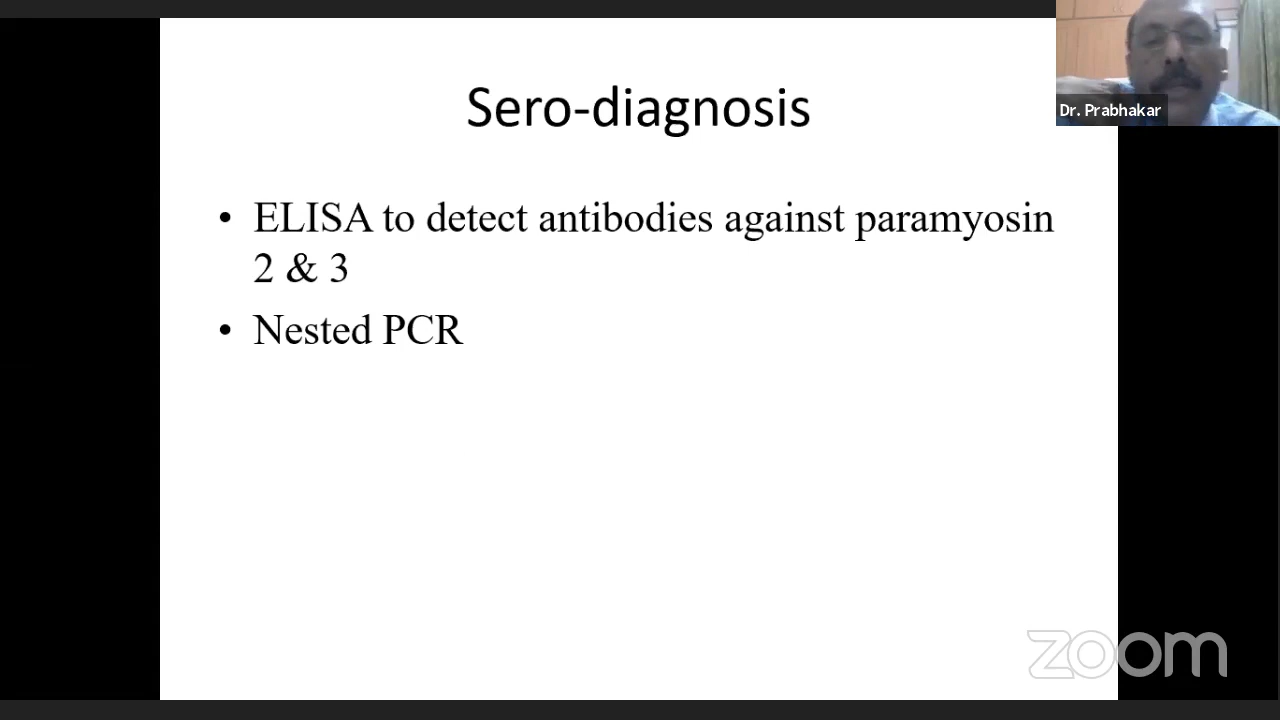 Dr. Prabhakar
Sero-diagnosis
• ELISA to detect antibodies against paramyosin
2 & 3
• Nested PCR
zoom